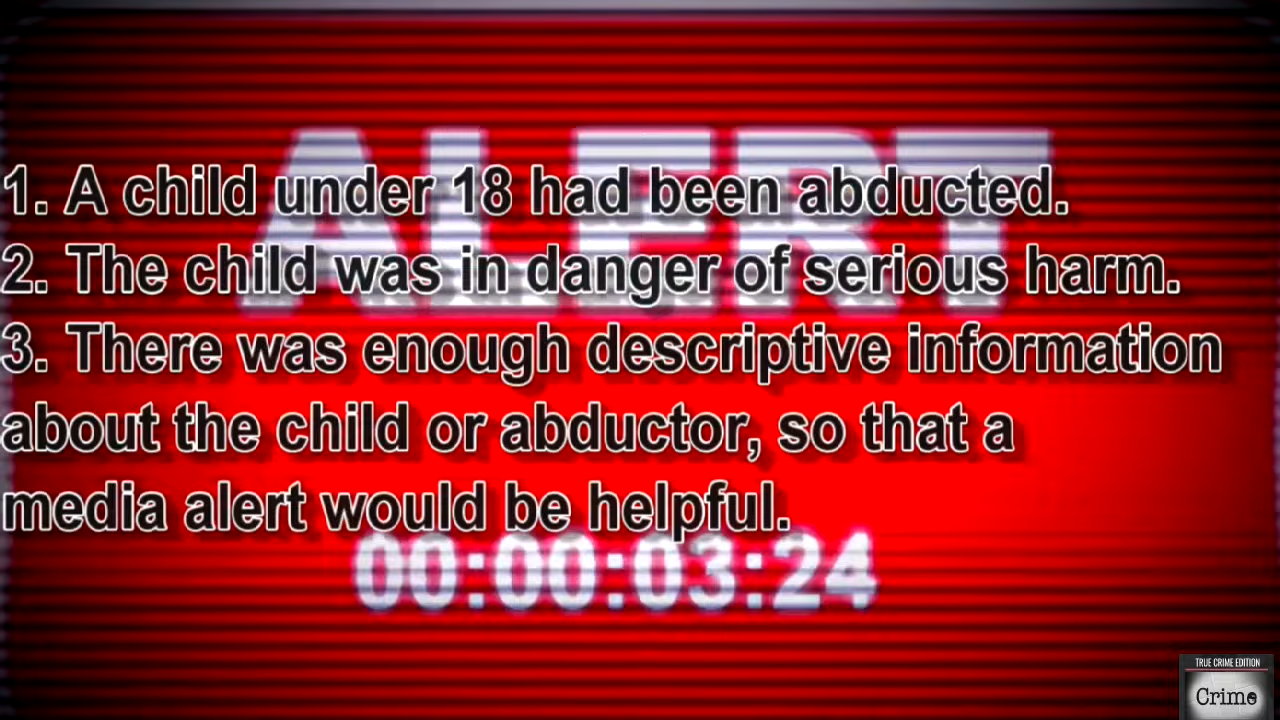 ALERT
1. A child under 18 had been abducted.
2. The child was in danger of serious harm.
3. There was enough descriptive information
about the child or abductor, so that a
media alert would be helpful.
00:00:03:24
TRUE CRIME EDITION
Crime